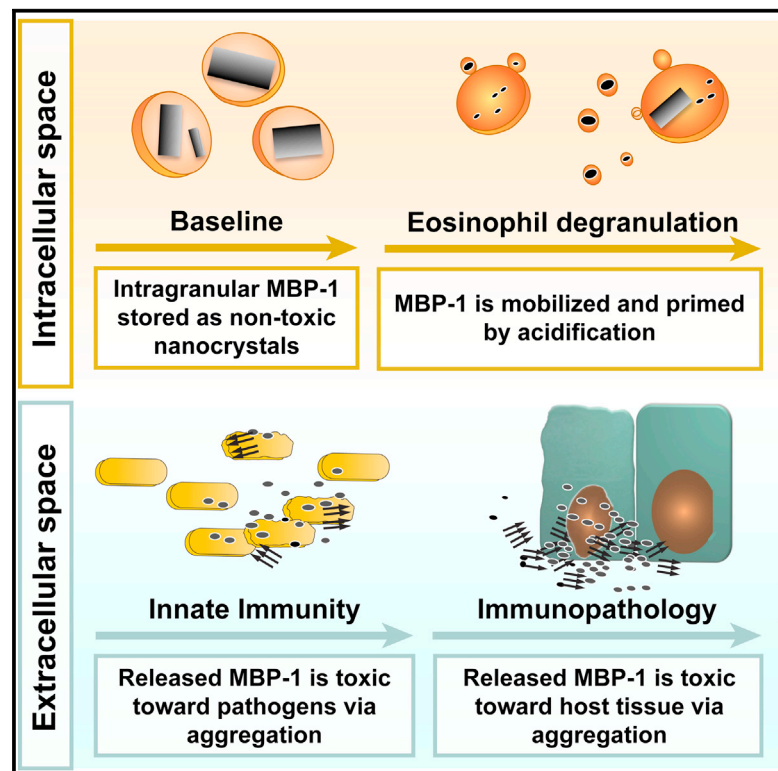 Intracellular space
Baseline
Intragranular MBP-1
stored as non-toxic
nanocrystals
Eosinophil degranulation
MBP-1 is mobilized and primed
by acidification
Extracellular space
Innate Immunity
Released MBP-1 is toxic
toward pathogens via
aggregation
Immunopathology
Released MBP-1 is toxic
toward host tissue via
aggregation